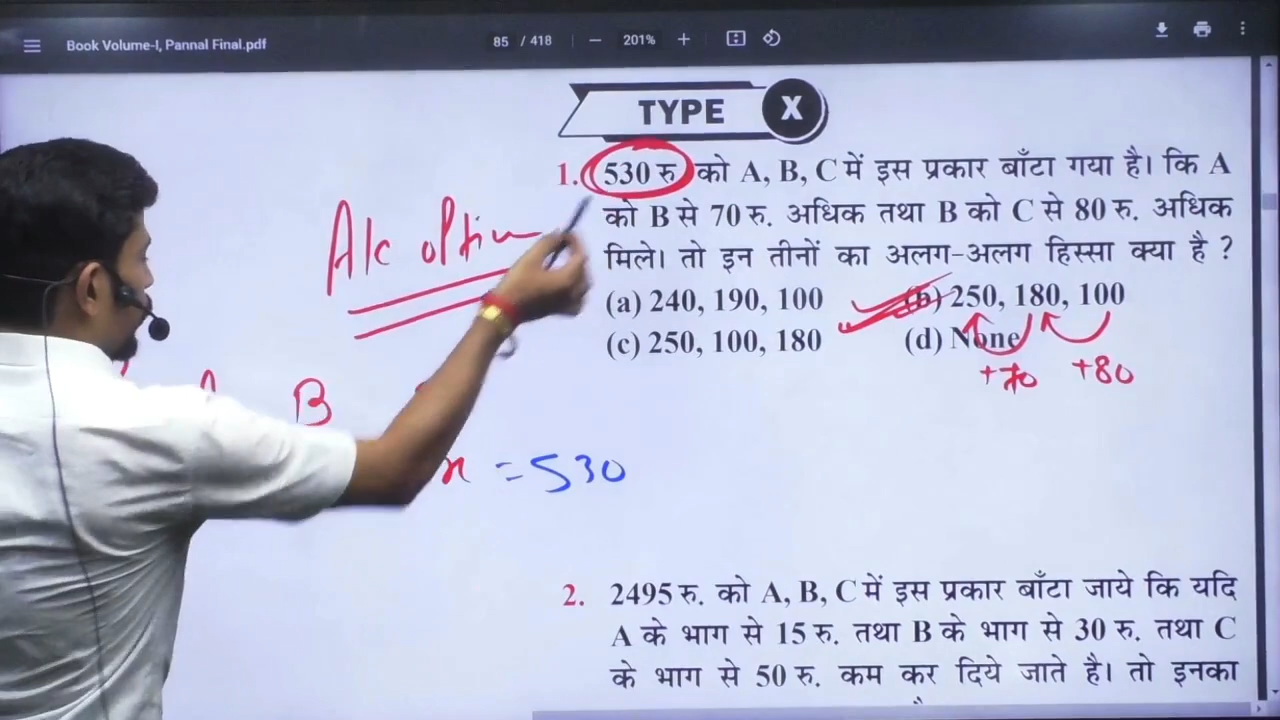 Book Volume-I, Pannal Final.pdf
85 / 418
201%
TYPE X
1. 530 रु को A, B, C में इस प्रकार बाँटा गया है। कि A
को B से 70 रु. अधिक तथा B को C से 80 रु. अधिक
मिले। तो इन तीनों का अलग-अलग हिस्सा क्या है ?
(a) 240, 190, 100 (b) 250, 180, 100
(c) 250, 100, 180 (d) None
+70 +80
A/c option
B
x = 530
2. 2495 रु. को A, B, C में इस प्रकार बाँटा जाये कि यदि
A के भाग से 15 रु. तथा B के भाग से 30 रु. तथा C
के भाग से 50 रु. कम कर दिये जाते है। तो इनका